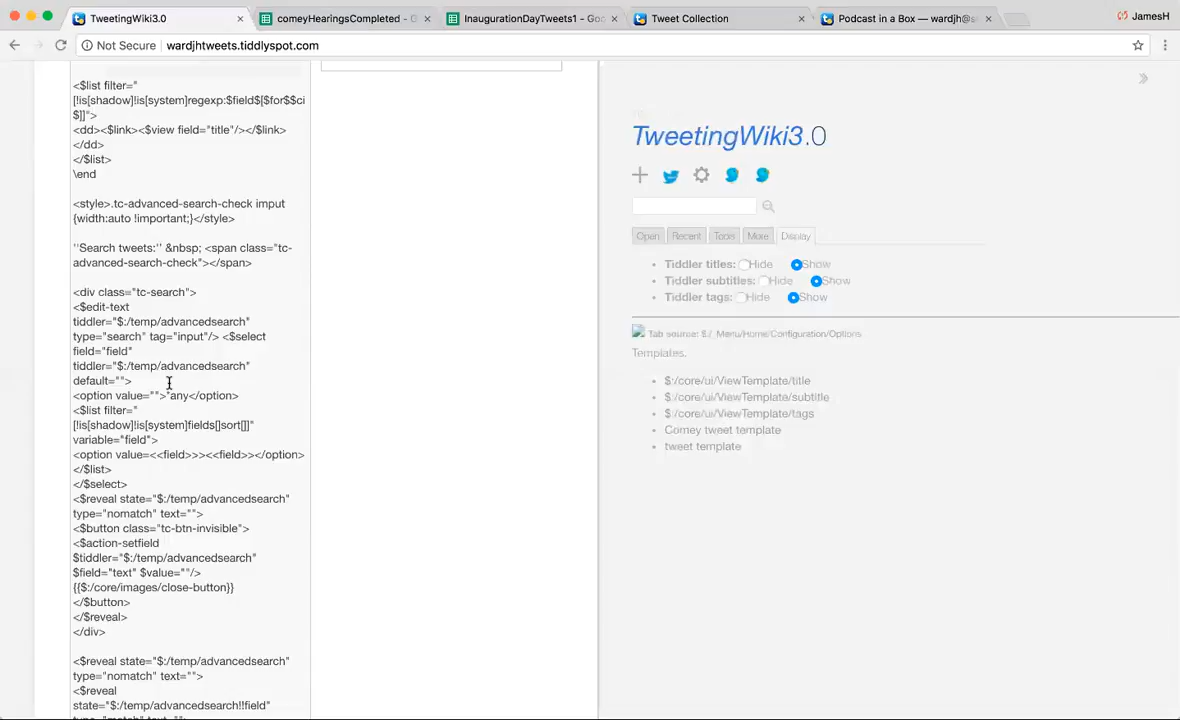 TweetingWiki3.0
comeyHearingsCompleted - G
InaugurationDayTweets1 - Goo
Tweet Collection
Podcast in a Box — wardjh@s
JamesH
Not Secure
wardjhtweets.tiddlyspot.com
<$list filter="
[!is[shadow]!is[system]regexp:$field$[$for$$ci
$]]">
<dd><$link><$view field="title"/></$link>
</dd>
</$list>
\end
<style>.tc-advanced-search-check imput
{width:auto !important;}</style>
''Search tweets:'' &nbsp; <span class="tc-
advanced-search-check"></span>
<div class="tc-search">
<$edit-text
tiddler="$:/temp/advancedsearch"
type="search" tag="input"/> <$select
field="field"
tiddler="$:/temp/advancedsearch"
default="">
<option value="">*any</option>
<$list filter="
[!is[shadow]!is[system]fields[]sort[]]"
variable="field">
<option value=<<field>>><<field>></option>
</$list>
</$select>
<$reveal state="$:/temp/advancedsearch"
type="nomatch" text="">
<$button class="tc-btn-invisible">
<$action-setfield
$tiddler="$:/temp/advancedsearch"
$field="text" $value=""/>
{{$:/core/images/close-button}}
</$button>
</$reveal>
</div>
<$reveal state="$:/temp/advancedsearch"
type="nomatch" text="">
<$reveal
state="$:/temp/advancedsearch!!field"
type="match" text="">
TweetingWiki3.0
Open
Recent
Tools
More
Display
Tiddler titles: Hide Show
Tiddler subtitles: Hide Show
Tiddler tags: Hide Show
Tab source: $:/_Menu/Home/Configuration/Options
Templates.
$:/core/ui/ViewTemplate/title
$:/core/ui/ViewTemplate/subtitle
$:/core/ui/ViewTemplate/tags
Comey tweet template
tweet template